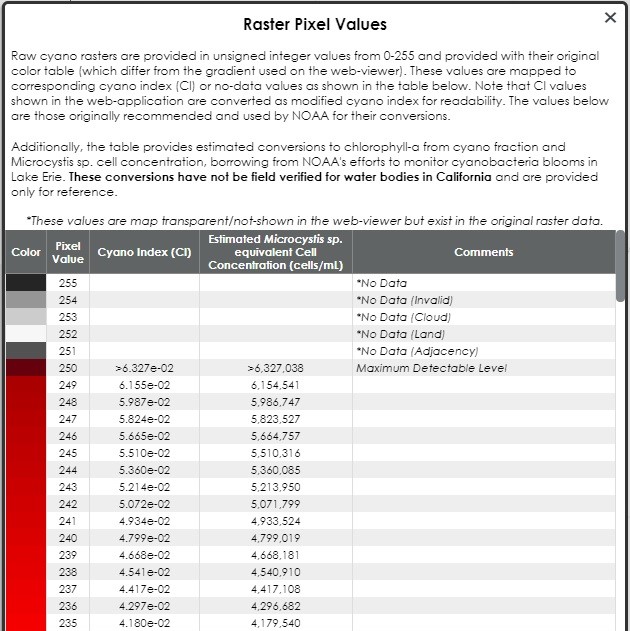 Raster Pixel Values
Raw cyano rasters are provided in unsigned integer values from 0-255 and provided with their original
color table (which differ from the gradient used on the web-viewer). These values are mapped to
corresponding cyano index (CI) or no-data values as shown in the table below. Note that CI values
shown in the web-application are converted as modified cyano index for readability. The values below
are those originally recommended and used by NOAA for their conversions.
Additionally, the table provides estimated conversions to chlorophyll-a from cyano fraction and
Microcystis sp. cell concentration, borrowing from NOAA's efforts to monitor cyanobacteria blooms in
Lake Erie. These conversions have not be field verified for water bodies in California and are provided
only for reference.
*These values are map transparent/not-shown in the web-viewer but exist in the original raster data.
Color Pixel Value Cyano Index (CI) Estimated Microcystis sp. equivalent Cell Concentration (cells/mL) Comments
255 *No Data
254 *No Data (Invalid)
253 *No Data (Cloud)
252 *No Data (Land)
251 *No Data (Adjacency)
250 >6.327e-02 >6,327,038 Maximum Detectable Level
249 6.155e-02 6,154,541
248 5.987e-02 5,986,747
247 5.824e-02 5,823,527
246 5.665e-02 5,664,757
245 5.510e-02 5,510,316
244 5.360e-02 5,360,085
243 5.214e-02 5,213,950
242 5.072e-02 5,071,799
241 4.934e-02 4,933,524
240 4.799e-02 4,799,019
239 4.668e-02 4,668,181
238 4.541e-02 4,540,910
237 4.417e-02 4,417,108
236 4.297e-02 4,296,682
235 4.180e-02 4,179,540